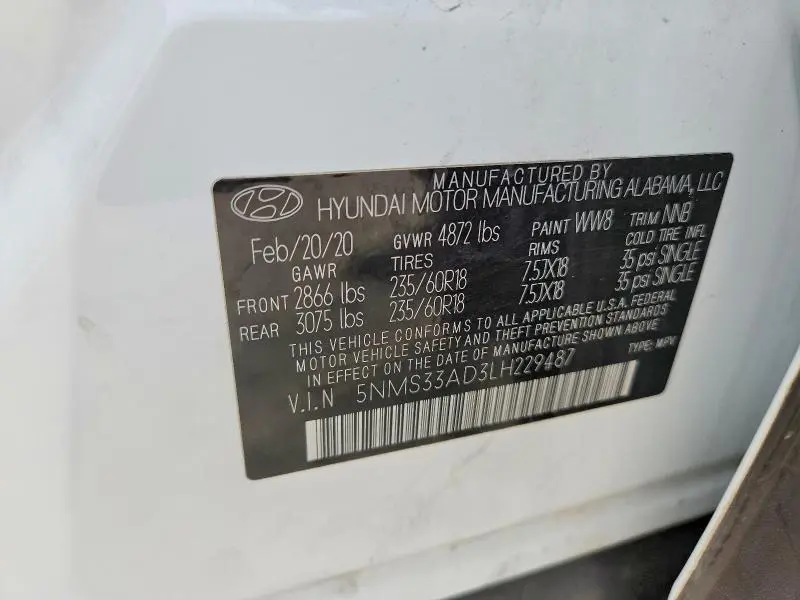 MANUFACTURED BY
HYUNDAI MOTOR MANUFACTURING ALABAMA, LLC
Feb/20/20 GVWR 4872 lbs PAINT WW8 TRIM NNB
GAWR TIRES RIMS COLD TIRE INFL
FRONT 2866 lbs 235/60R18 7.5JX18 35 psi SINGLE
REAR 3075 lbs 235/60R18 7.5JX18 35 psi SINGLE
THIS VEHICLE CONFORMS TO ALL APPLICABLE U.S.A. FEDERAL
MOTOR VEHICLE SAFETY AND THEFT PREVENTION STANDARDS
IN EFFECT ON THE DATE OF MANUFACTURE SHOWN ABOVE
V.I.N 5NMS33AD3LH229487 TYPE: MPV